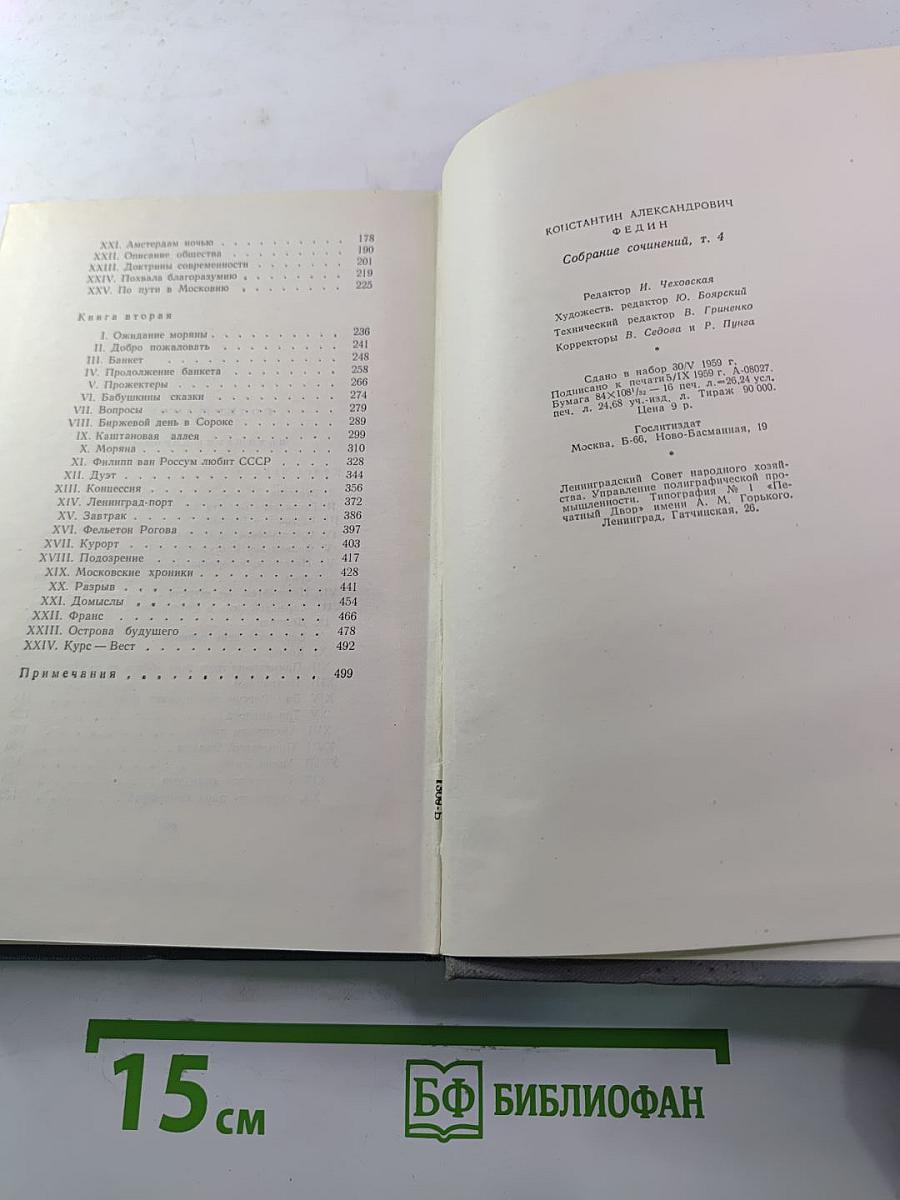 XXI. Амстердам ночью . . . . . . . . . . 178
XXII. Описание общества . . . . . . . . . . 190
XXIII. Доктрины современности . . . . . . . . 201
XXIV. Похвала благоразумию . . . . . . . . . 219
XXV. По пути в Московию . . . . . . . . . . 225
Книга вторая
I. Ожидание моряны . . . . . . . . . . 236
II. Добро пожаловать . . . . . . . . . . 241
III. Банкет . . . . . . . . . . . . . 248
IV. Продолжение банкета . . . . . . . . . 258
V. Прожектеры . . . . . . . . . . . . 266
VI. Бабушкины сказки . . . . . . . . . . 274
VII. Вопросы . . . . . . . . . . . . . 279
VIII. Биржевой день в Сороке . . . . . . . . 289
IX. Каштановая аллея . . . . . . . . . . 299
X. Моряна . . . . . . . . . . . . . 310
XI. Филипп ван Россум любит СССР . . . . 328
XII. Дуэт . . . . . . . . . . . . . . 344
XIII. Концессия . . . . . . . . . . . . 356
XIV. Ленинград-порт . . . . . . . . . . . 372
XV. Завтрак . . . . . . . . . . . . . 386
XVI. Фельетон Рогова . . . . . . . . . . 397
XVII. Курорт . . . . . . . . . . . . . 403
XVIII. Подозрение . . . . . . . . . . . . 417
XIX. Московские хроники . . . . . . . . . 428
XX. Разрыв . . . . . . . . . . . . . 441
XXI. Домыслы . . . . . . . . . . . . . 454
XXII. Франс . . . . . . . . . . . . . 466
XXIII. Острова будущего . . . . . . . . . . 478
XXIV. Курс — Вест . . . . . . . . . . . . 492
Примечания . . . . . . . . . . . . . 499
КОНСТАНТИН АЛЕКСАНДРОВИЧ
ФЕДИН
Собрание сочинений, т. 4
Редактор И. Чеховская
Художеств. редактор Ю. Боярский
Технический редактор В. Гриненко
Корректоры В. Седова и Р. Пунга
*
Сдано в набор 30/V 1959 г.
Подписано к печати 5/IX 1959 г. А-08027.
Бумага 84×108¹/₃₂ — 16 печ. л.=26,24 усл.
печ. л. 24,68 уч.-изд. л. Тираж 90 000.
Цена 9 р.
Гослитиздат
Москва, Б-66, Ново-Басманная, 19
*
Ленинградский Совет народного хозяй-
ства. Управление полиграфической про-
мышленности. Типография № 1 «Пе-
чатный Двор» имени А. М. Горького.
Ленинград, Гатчинская, 26.
15 см
БФ БИБЛИОФАН